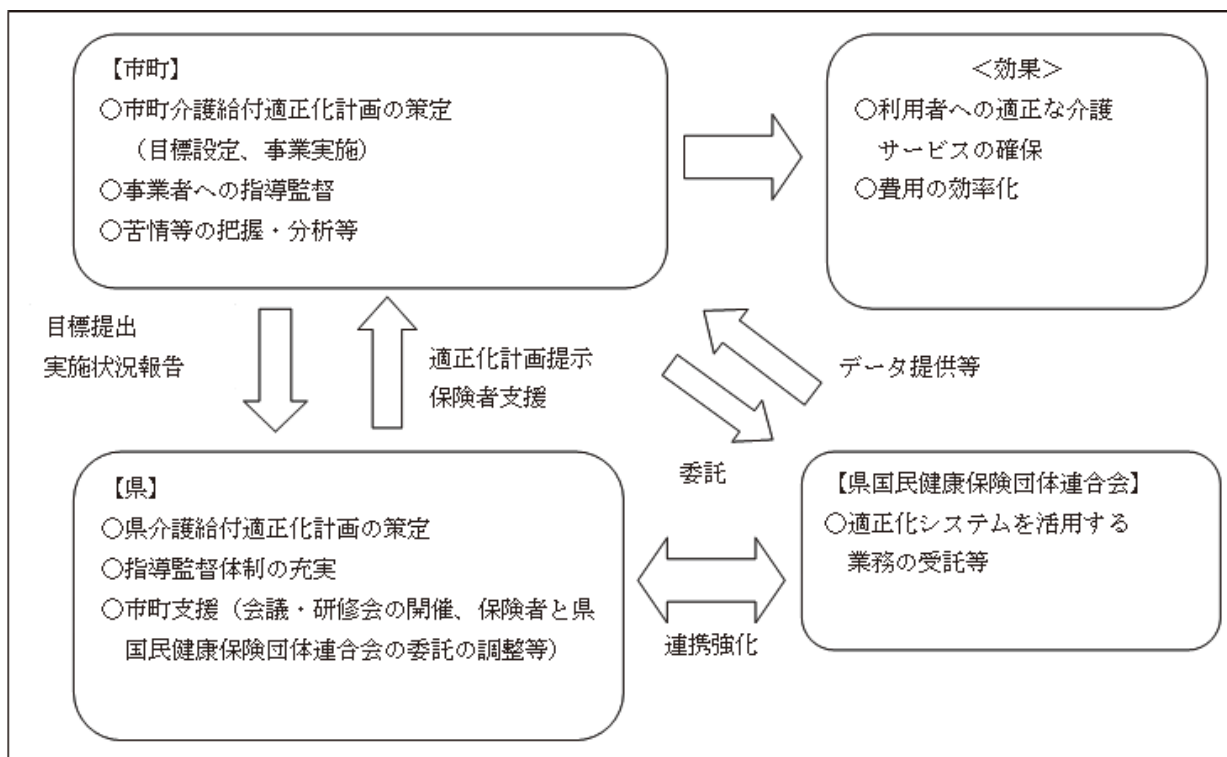 【市町】
○市町介護給付適正化計画の策定
（目標設定、事業実施）
○事業者への指導監督
○苦情等の把握・分析等
＜効果＞
○利用者への適正な介護
サービスの確保
○費用の効率化
目標提出
実施状況報告
適正化計画提示
保険者支援
データ提供等
委託
【県】
○県介護給付適正化計画の策定
○指導監督体制の充実
○市町支援（会議・研修会の開催、保険者と県
国民健康保険団体連合会の委託の調整等）
連携強化
【県国民健康保険団体連合会】
○適正化システムを活用する
業務の受託等